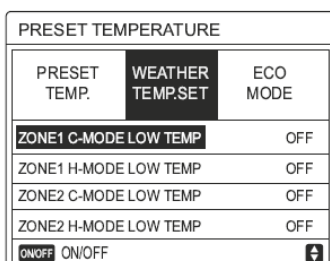 PRESET TEMPERATURE
PRESET TEMP. WEATHER TEMP.SET ECO MODE
ZONE1 C-MODE LOW TEMP OFF
ZONE1 H-MODE LOW TEMP OFF
ZONE2 C-MODE LOW TEMP OFF
ZONE2 H-MODE LOW TEMP OFF
ON/OFF ON/OFF